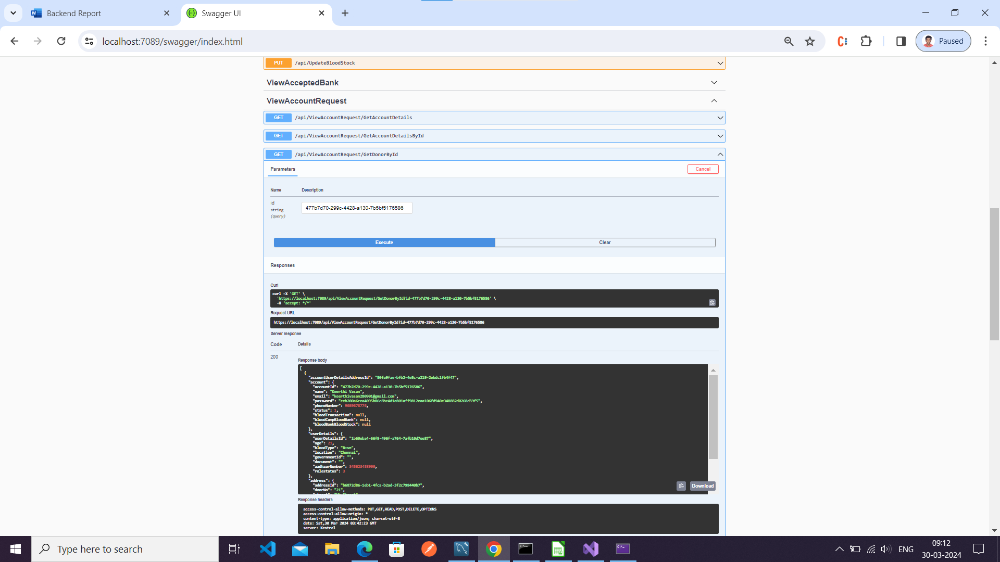 Backend Report
Swagger UI
localhost:7089/swagger/index.html
Paused
PUT /api/UpdateBloodStock
ViewAcceptedBank
ViewAccountRequest
GET /api/ViewAccountRequest/GetAccountDetails
GET /api/ViewAccountRequest/GetAccountDetailsById
GET /api/ViewAccountRequest/GetDonorById
Parameters
Cancel
Name Description
id
string
(query)
477b7d70-299c-4428-a130-7b5bf5176586
Execute
Clear
Responses
Curl
curl -X 'GET' \
'https://localhost:7089/api/ViewAccountRequest/GetDonorById?id=477b7d70-299c-4428-a130-7b5bf5176586' \
-H 'accept: */*'
Request URL
https://localhost:7089/api/ViewAccountRequest/GetDonorById?id=477b7d70-299c-4428-a130-7b5bf5176586
Server response
Code Details
200
Response body
[
{
"accountUserDetailsAddressId": "50fa9fae-bfb2-4e5c-a219-2ebdc1fb4f47",
"account": {
"accountId": "477b7d70-299c-4428-a130-7b5bf5176586",
"name": "Keerthi Vasan",
"email": "keerthivasan280901@gmail.com",
"password": "ceb200a6cea4095b86c8bc4d1e801aff9812eaa106fd940e348882d0268d59f5",
"phoneNumber": 9089678776,
"status": 1,
"bloodTransaction": null,
"bloodCampBloodBank": null,
"bloodBankBloodStock": null
},
"userDetails": {
"userDetailsId": "1b60eba4-66f9-496f-a764-7afb10d7ee87",
"age": 21,
"bloodType": "B+ve",
"location": "Chennai",
"governmentId": "",
"document": "",
"aadhaarNumber": 345623458900,
"rolestatus": 3
},
"address": {
"addressId": "b6872d86-1eb1-4fca-b2ad-3f2c798440b7",
"doorNo": "21",
Download
Response headers
access-control-allow-methods: PUT,GET,HEAD,POST,DELETE,OPTIONS
access-control-allow-origin: *
content-type: application/json; charset=utf-8
date: Sat,30 Mar 2024 03:42:23 GMT
server: Kestrel
Type here to search
ENG
09:12
30-03-2024